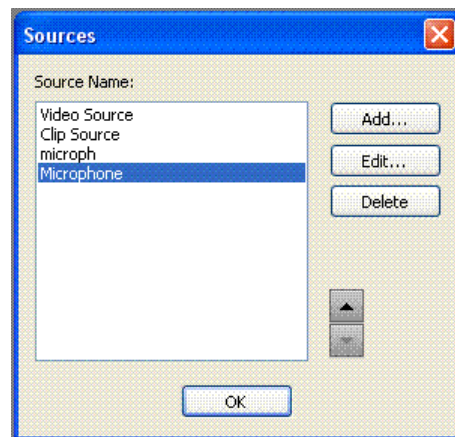 Sources
Source Name:
Video Source
Clip Source
microph
Microphone
Add...
Edit...
Delete
OK